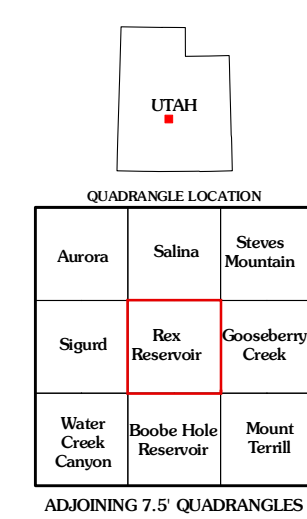 UTAH
QUADRANGLE LOCATION
Aurora
Salina
Steves
Mountain
Sigurd
Rex
Reservoir
Gooseberry
Creek
Water
Creek
Canyon
Boobe Hole
Reservoir
Mount
Terrill
ADJOINING 7.5' QUADRANGLES